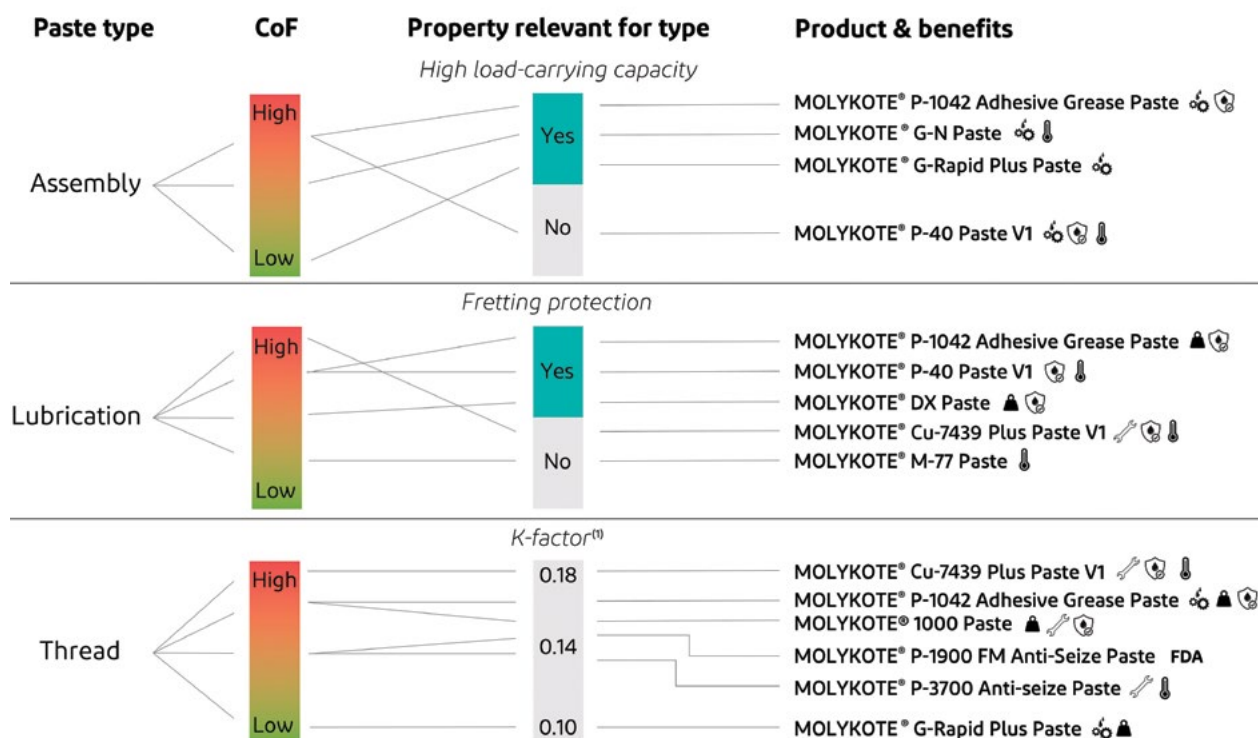 Paste type CoF Property relevant for type Product & benefits
High load-carrying capacity
High
Yes
No
Low
Assembly
MOLYKOTE® P-1042 Adhesive Grease Paste
MOLYKOTE® G-N Paste
MOLYKOTE® G-Rapid Plus Paste
MOLYKOTE® P-40 Paste V1
Fretting protection
High
Yes
No
Low
Lubrication
MOLYKOTE® P-1042 Adhesive Grease Paste
MOLYKOTE® P-40 Paste V1
MOLYKOTE® DX Paste
MOLYKOTE® Cu-7439 Plus Paste V1
MOLYKOTE® M-77 Paste
K-factor(1)
High
0.18
0.14
Low
0.10
Thread
MOLYKOTE® Cu-7439 Plus Paste V1
MOLYKOTE® P-1042 Adhesive Grease Paste
MOLYKOTE® 1000 Paste
MOLYKOTE® P-1900 FM Anti-Seize Paste FDA
MOLYKOTE® P-3700 Anti-seize Paste
MOLYKOTE® G-Rapid Plus Paste